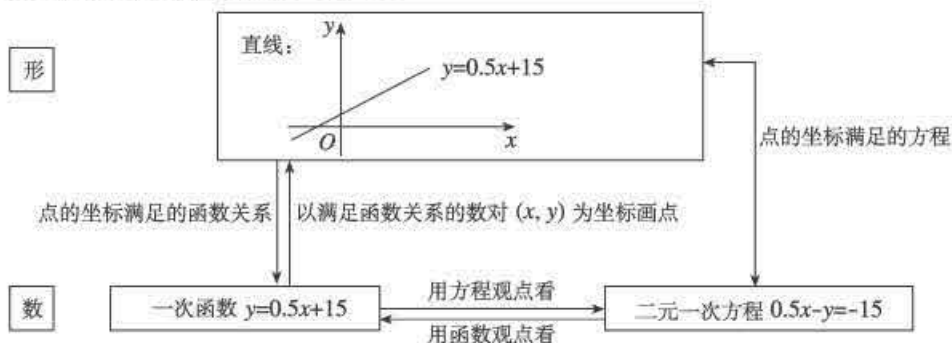 形
直线：
y
y=0.5x+15
O
x
点的坐标满足的方程
点的坐标满足的函数关系
以满足函数关系的数对 (x, y) 为坐标画点
数
一次函数 y=0.5x+15
用方程观点看
用函数观点看
二元一次方程 0.5x-y=-15